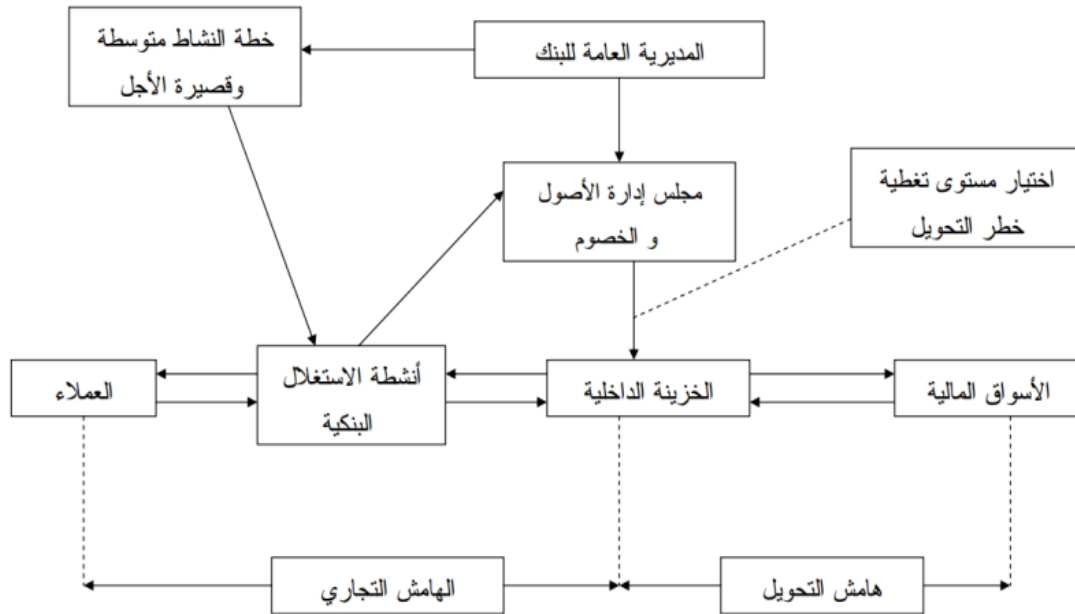 المديرية العامة للبنك
خطة النشاط متوسطة
وقصيرة الأجل
اختيار مستوى تغطية
خطر التحويل
مجلس إدارة الأصول
و الخصوم
الأسواق المالية
الخزينة الداخلية
أنشطة الاستغلال
البنكية
العملاء
هامش التحويل
الهامش التجاري